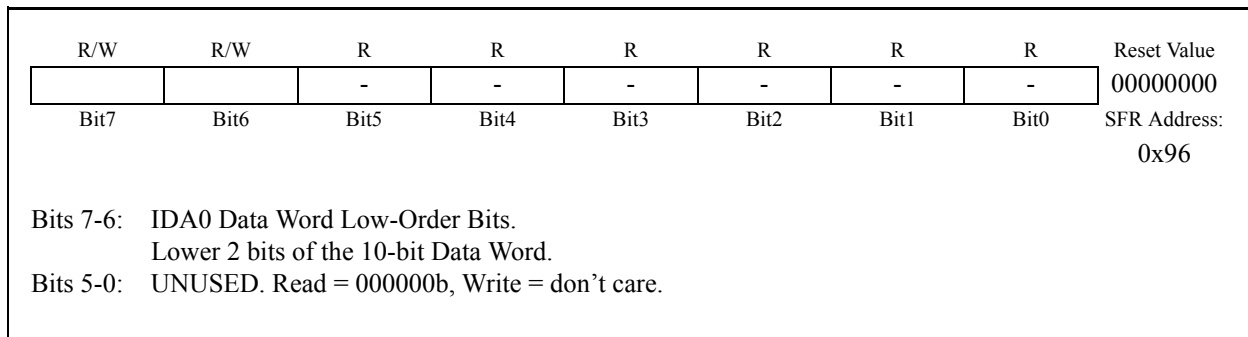 R/W R/W R R R R R R Reset Value
- - - - - - 00000000
Bit7 Bit6 Bit5 Bit4 Bit3 Bit2 Bit1 Bit0 SFR Address:
0x96
Bits 7-6: IDA0 Data Word Low-Order Bits.
Lower 2 bits of the 10-bit Data Word.
Bits 5-0: UNUSED. Read = 000000b, Write = don’t care.